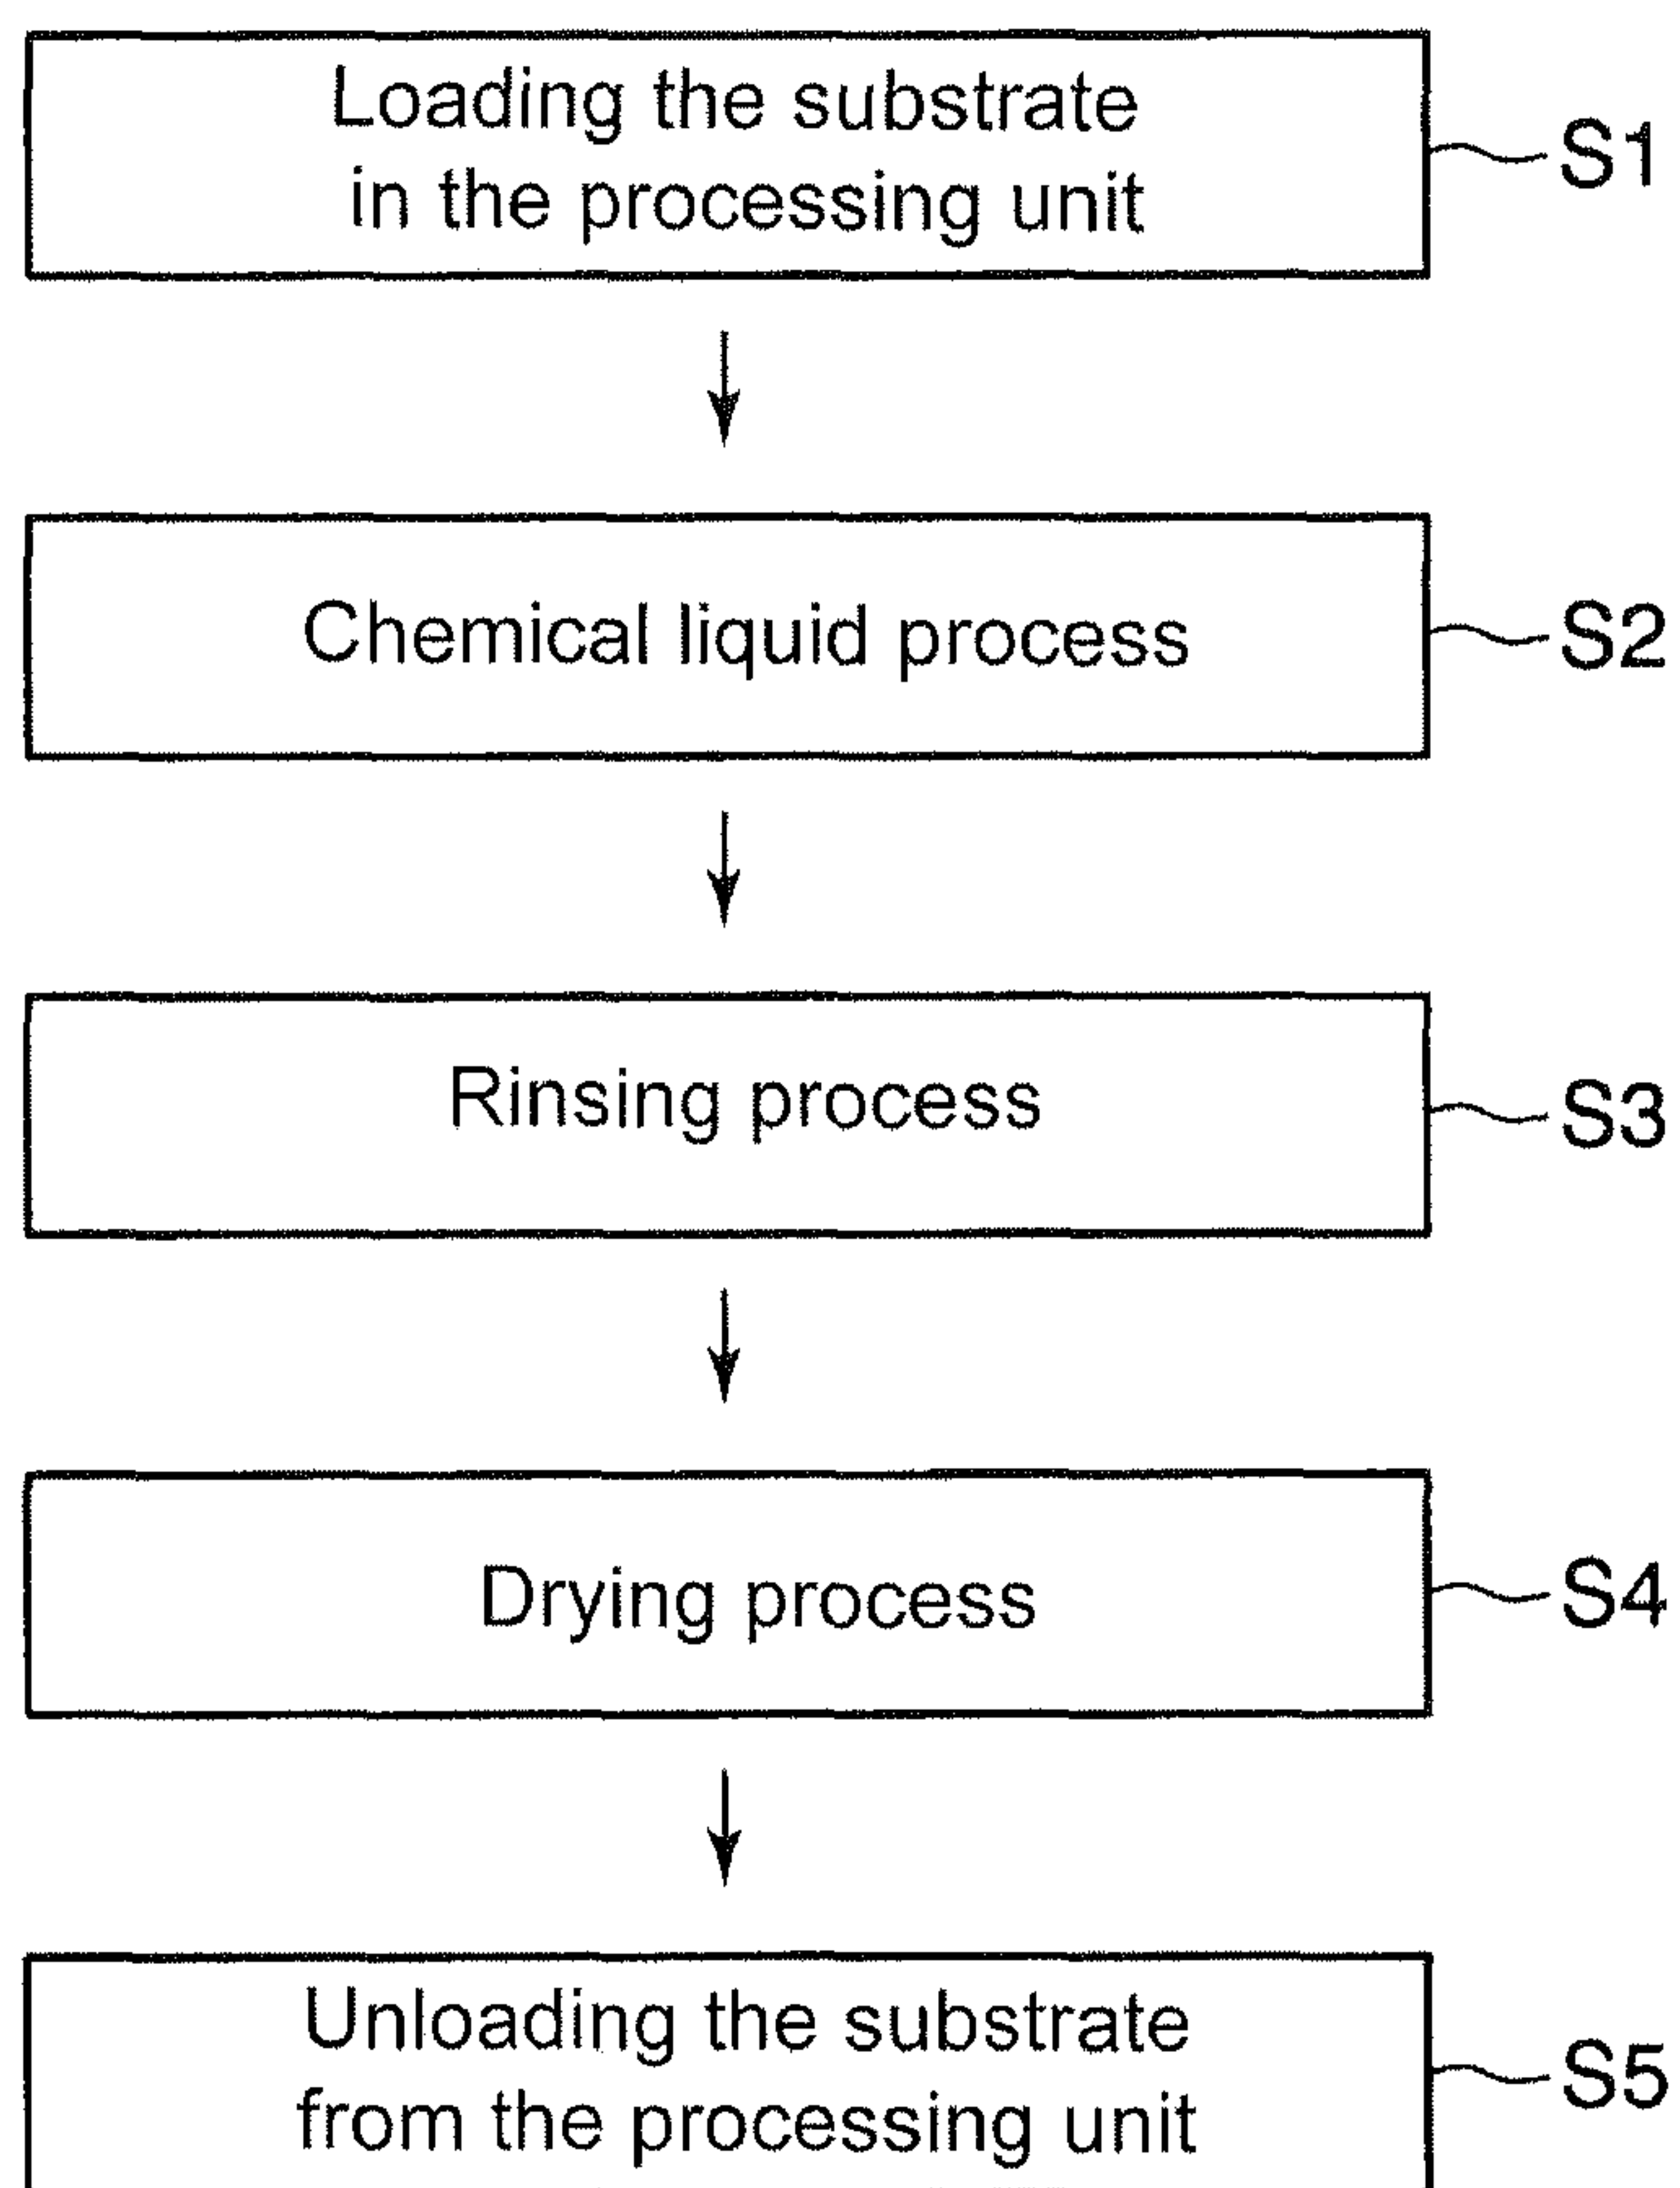 Loading the substrate
in the processing unit
S1
Chemical liquid process
S2
Rinsing process
S3
Drying process
S4
Unloading the substrate
from the processing unit
S5